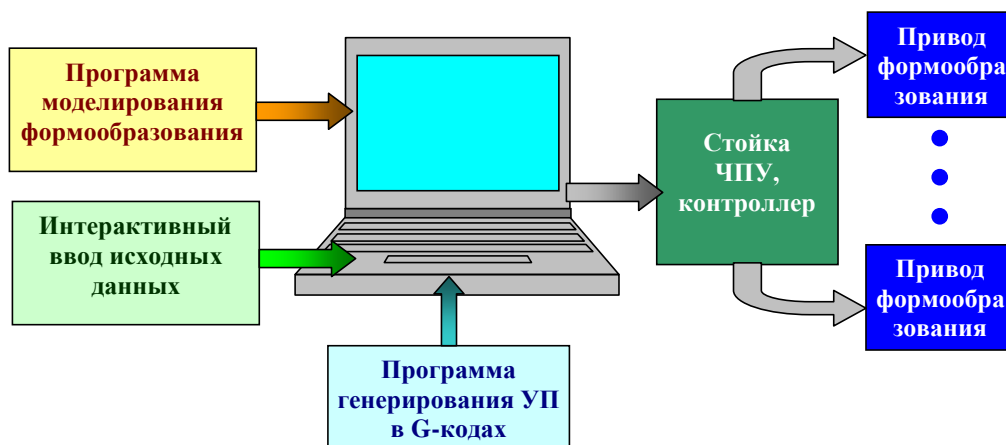 Программа
моделирования
формообразования
Интерактивный
ввод исходных
данных
Программа
генерирования УП
в G-кодах
Стойка
ЧПУ,
контроллер
Привод
формообра
зования
Привод
формообра
зования